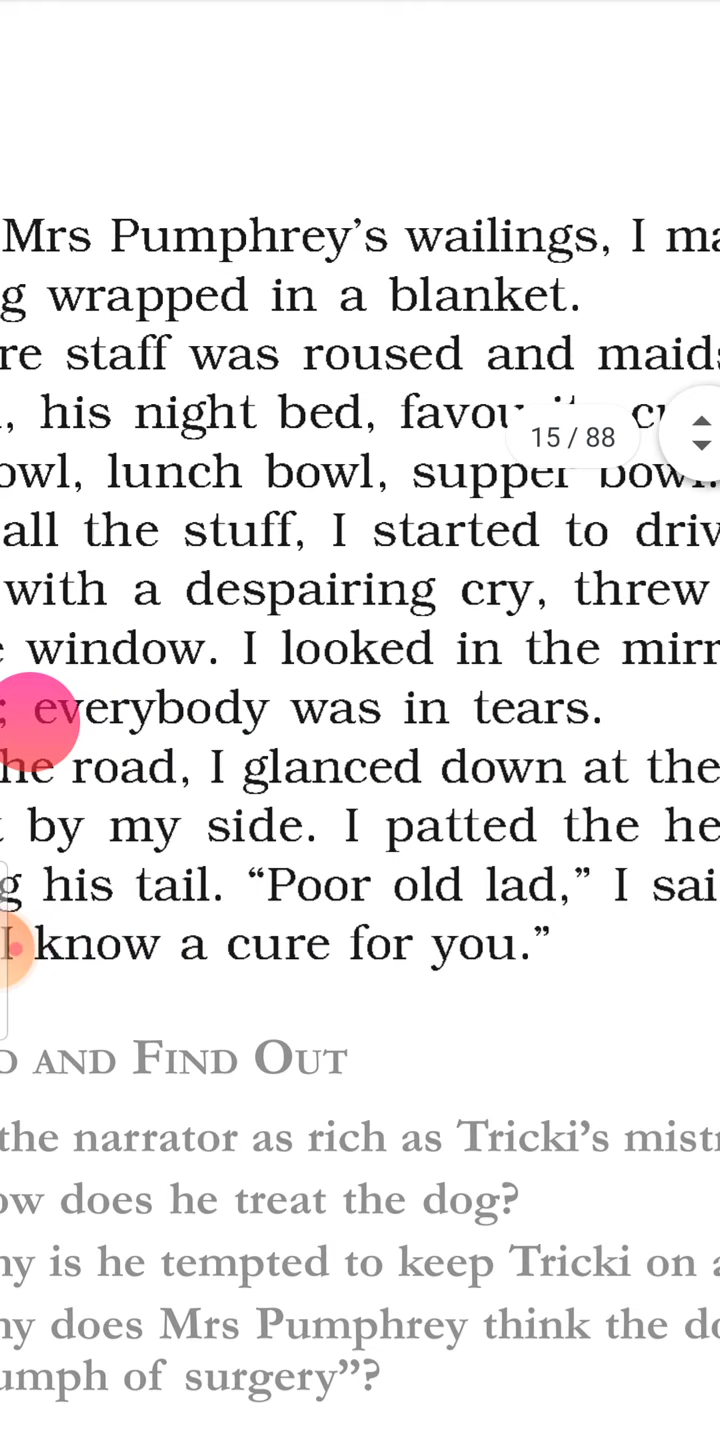 Mrs Pumphrey’s wailings, I ma
g wrapped in a blanket.
re staff was roused and maids
, his night bed,
15 / 88
owl, lunch bowl, supper bowl.
all the stuff, I started to driv
with a despairing cry, threw
window. I looked in the mirr
; everybody was in tears.
he road, I glanced down at the
t by my side. I patted the he
g his tail. “Poor old lad,” I sai
I know a cure for you.”
D AND FIND OUT
the narrator as rich as Tricki’s mistr
ow does he treat the dog?
hy is he tempted to keep Tricki on a
hy does Mrs Pumphrey think the do
umph of surgery”?